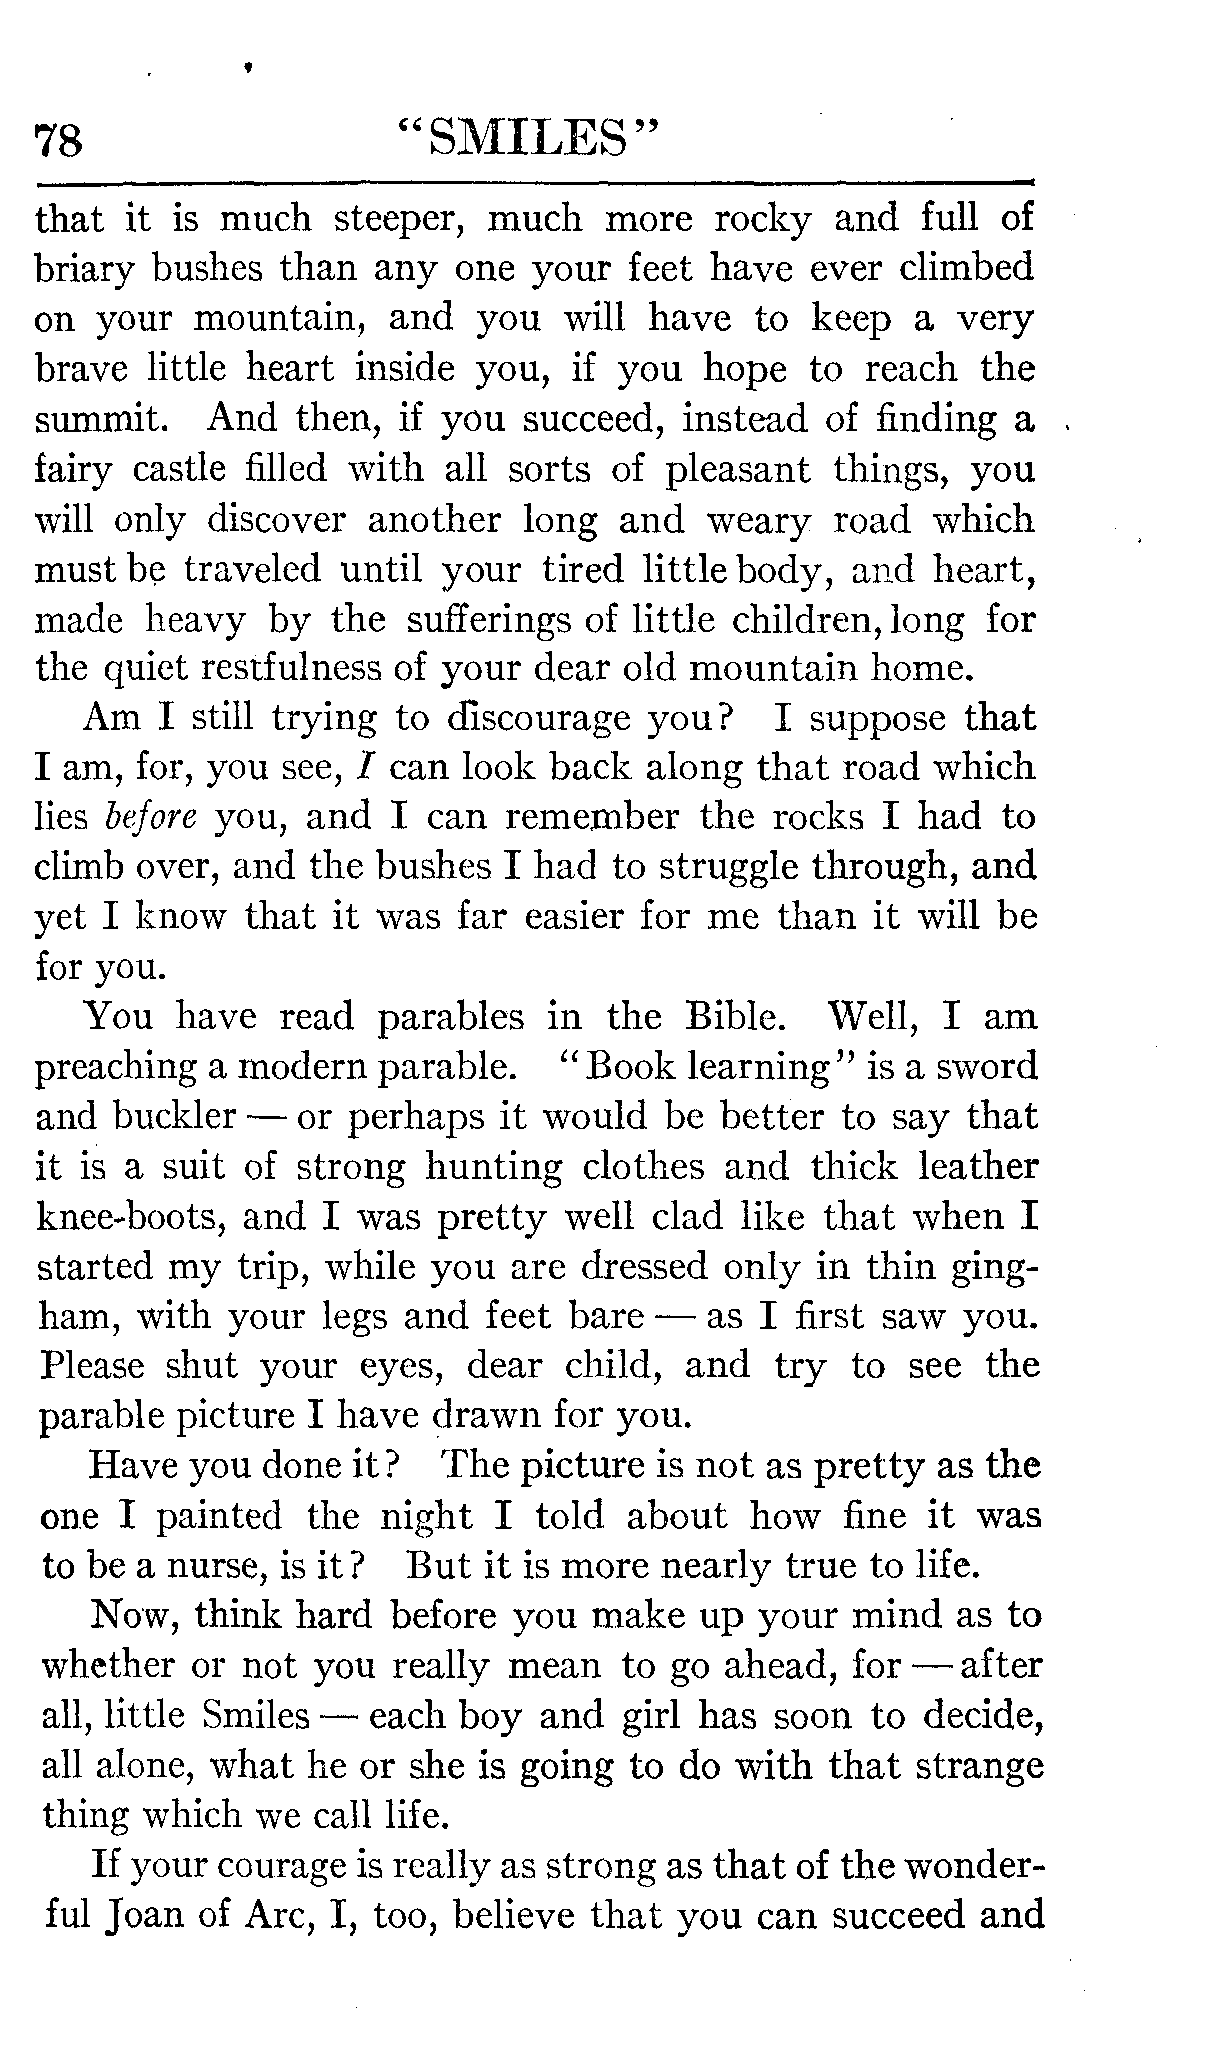 78 "SMILES"
that it is much steeper, much more rocky and full of
briary bushes than any one your feet have ever climbed
on your mountain, and you will have to keep a very
brave little heart inside you, if you hope to reach the
summit. And then, if you succeed, instead of finding a
fairy castle filled with all sorts of pleasant things, you
will only discover another long and weary road which
must be traveled until your tired little body, and heart,
made heavy by the sufferings of little children, long for
the quiet restfulness of your dear old mountain home.
Am I still trying to discourage you? I suppose that
I am, for, you see, I can look back along that road which
lies before you, and I can remember the rocks I had to
climb over, and the bushes I had to struggle through, and
yet I know that it was far easier for me than it will be
for you.
You have read parables in the Bible. Well, I am
preaching a modern parable. "Book learning" is a sword
and buckler — or perhaps it would be better to say that
it is a suit of strong hunting clothes and thick leather
knee-boots, and I was pretty well clad like that when I
started my trip, while you are dressed only in thin ging-
ham, with your legs and feet bare — as I first saw you.
Please shut your eyes, dear child, and try to see the
parable picture I have drawn for you.
Have you done it? The picture is not as pretty as the
one I painted the night I told about how fine it was
to be a nurse, is it? But it is more nearly true to life.
Now, think hard before you make up your mind as to
whether or not you really mean to go ahead, for — after
all, little Smiles — each boy and girl has soon to decide,
all alone, what he or she is going to do with that strange
thing which we call life.
If your courage is really as strong as that of the wonder-
ful Joan of Arc, I, too, believe that you can succeed and